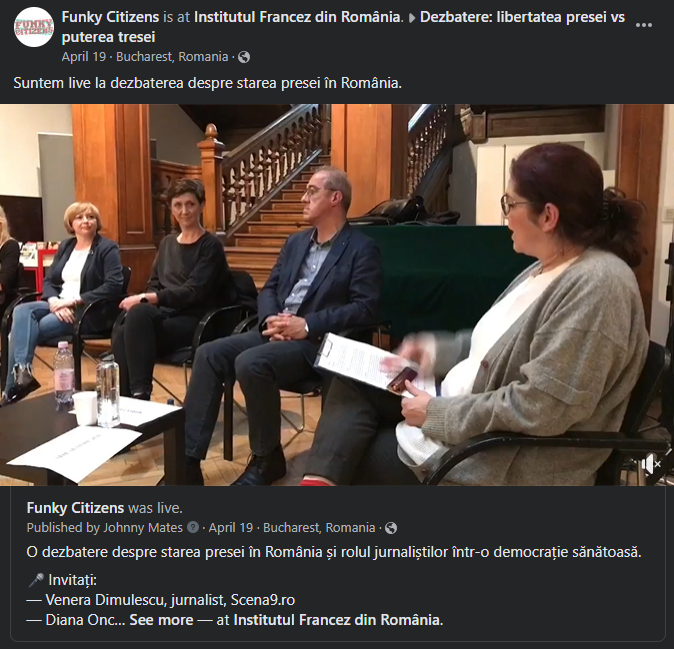 FUNKY CITIZENS
Funky Citizens is at Institutul Francez din România. ▸ Dezbatere: libertatea presei vs
puterea tresei
April 19 · Bucharest, Romania ·
Suntem live la dezbaterea despre starea presei în România.
Funky Citizens was live.
Published by Johnny Mates · April 19 · Bucharest, Romania ·
O dezbatere despre starea presei în România și rolul jurnaliștilor într-o democrație sănătoasă.
🎤 Invitați:
— Venera Dimulescu, jurnalist, Scena9.ro
— Diana Onc... See more — at Institutul Francez din România.